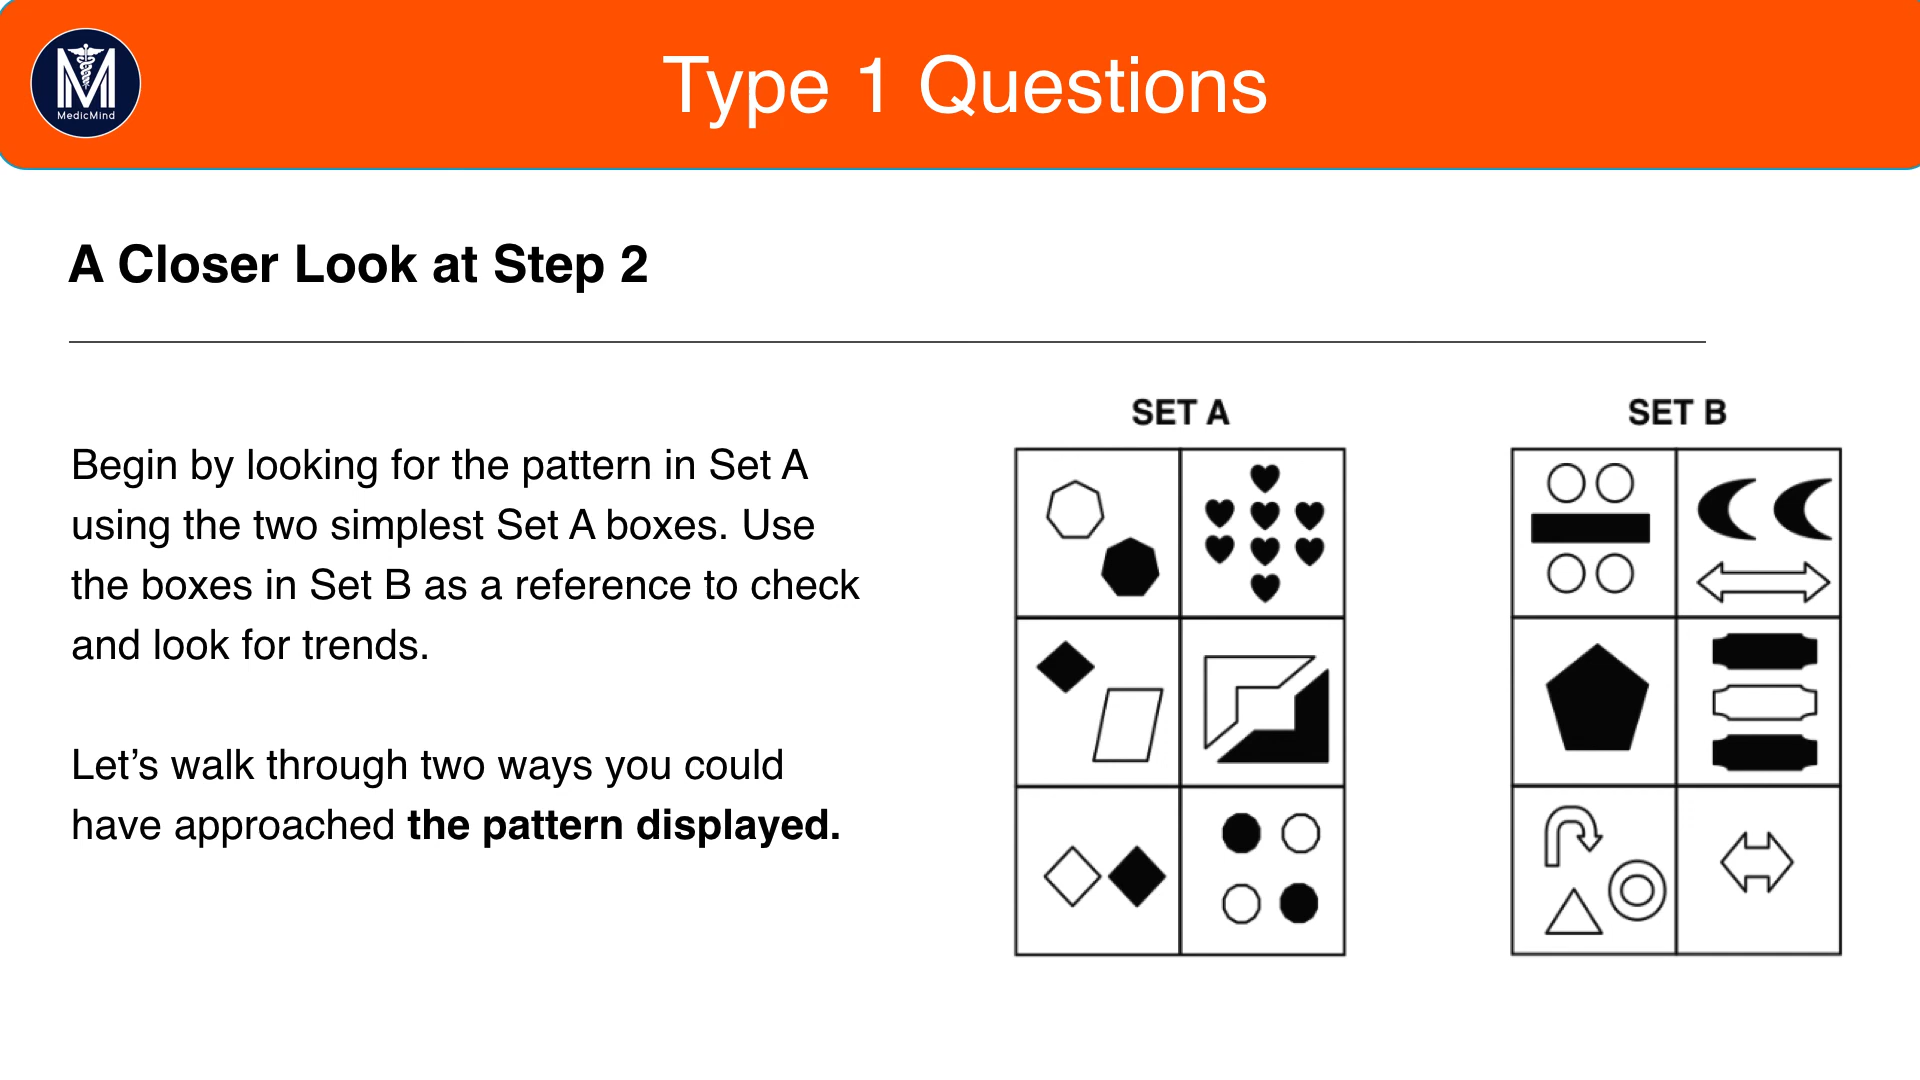 Type 1 Questions
MedicMind
A Closer Look at Step 2
SET A
SET B
Begin by looking for the pattern in Set A
using the two simplest Set A boxes. Use
the boxes in Set B as a reference to check
and look for trends.
Let’s walk through two ways you could
have approached the pattern displayed.